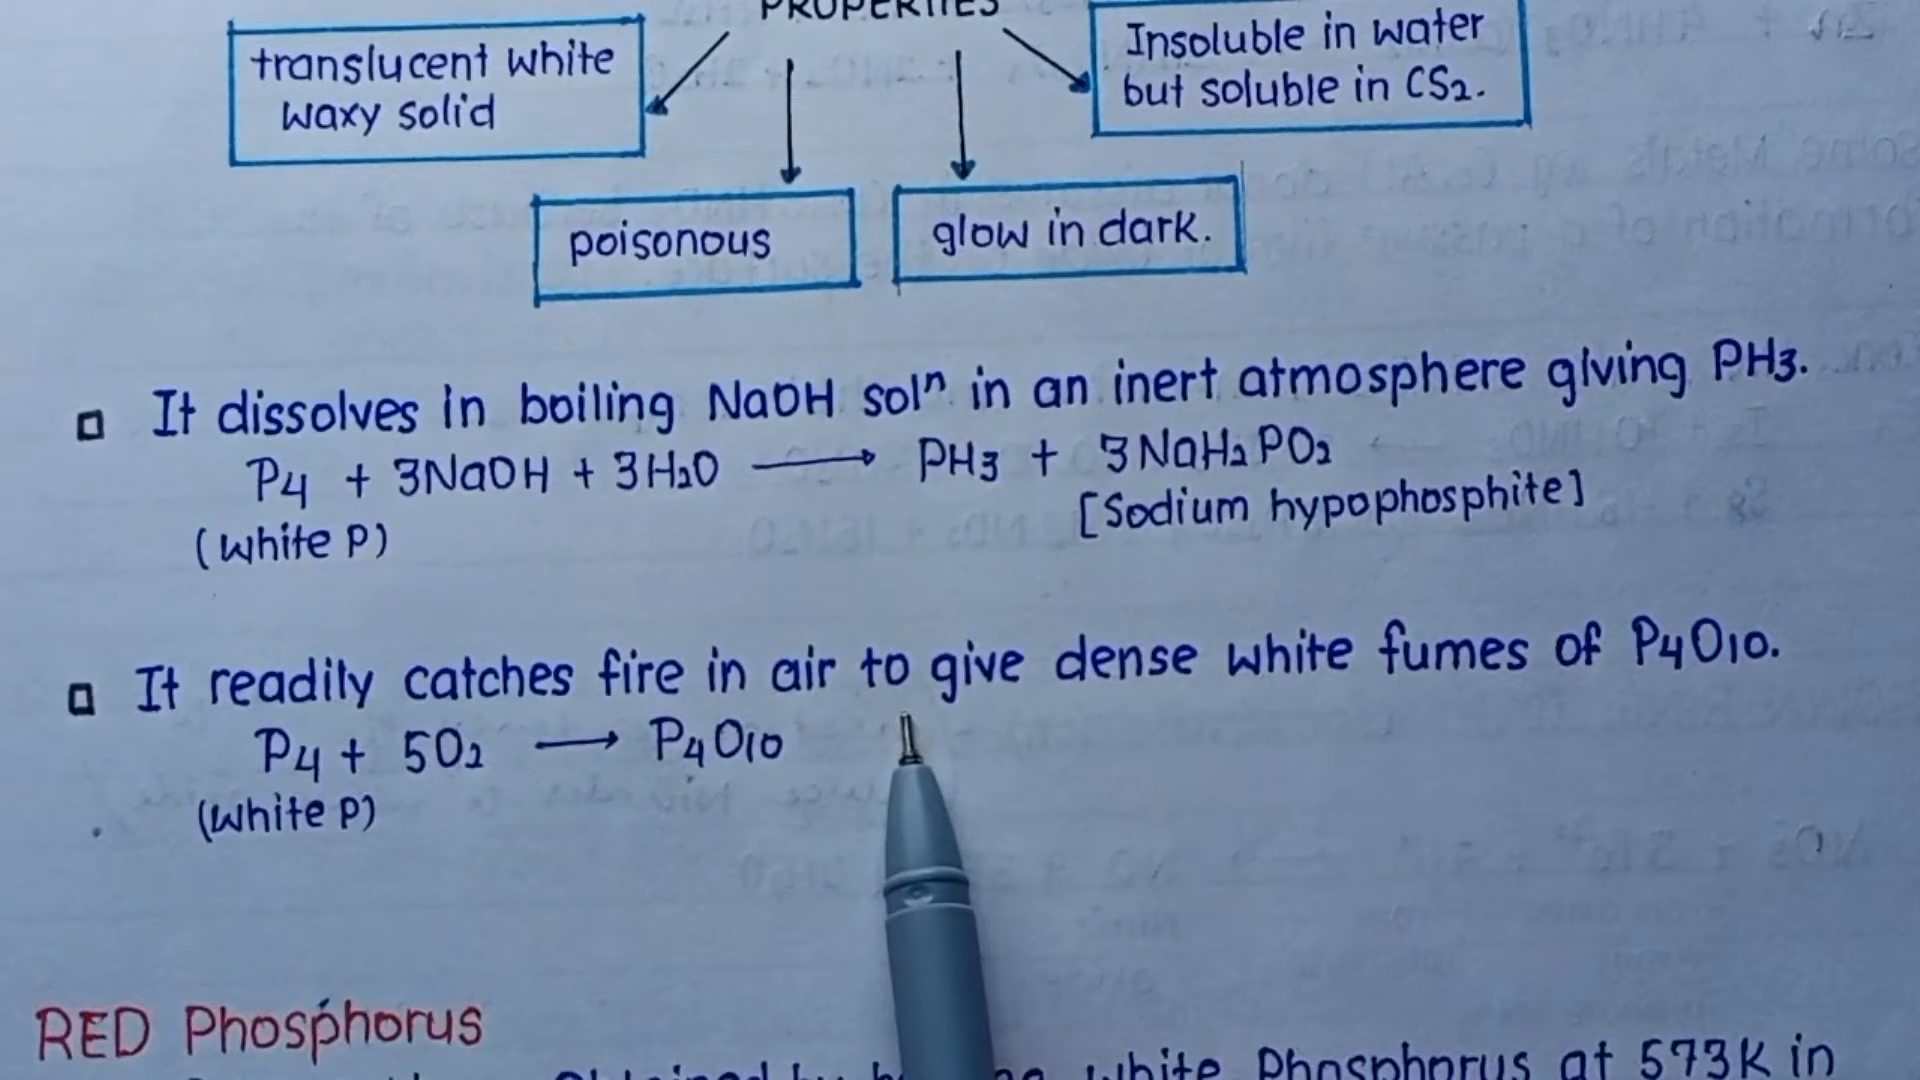 PROPERTIES
translucent white
waxy solid
Insoluble in water
but soluble in CS2.
poisonous
glow in dark.
It dissolves in boiling NaOH solⁿ in an inert atmosphere giving PH3.
P4 + 3NaOH + 3H2O ⟶ PH3 + 3NaH2PO2
(White P)
[Sodium hypophosphite]
It readily catches fire in air to give dense white fumes of P4O10.
P4 + 5O2 ⟶ P4O10
(White P)
RED Phosphorus
white Phosphorus at 573K in